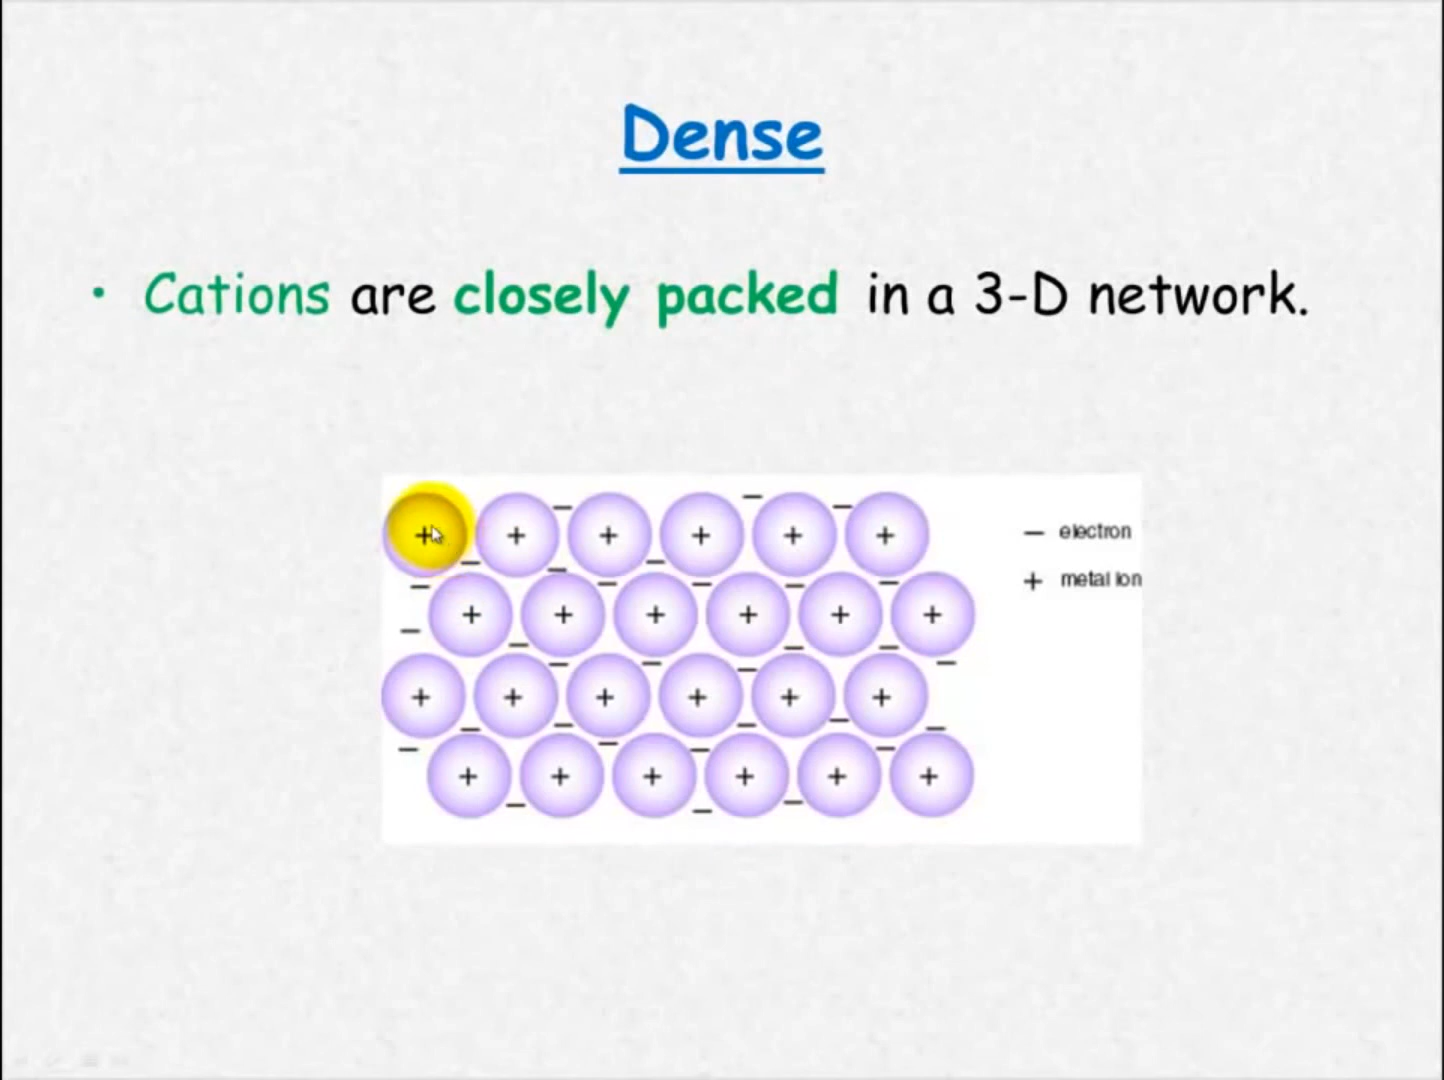 Dense
• Cations are closely packed in a 3-D network.
+ + + + + +
+ + + + + +
+ + + + + +
+ + + + + +
− electron
+ metal ion